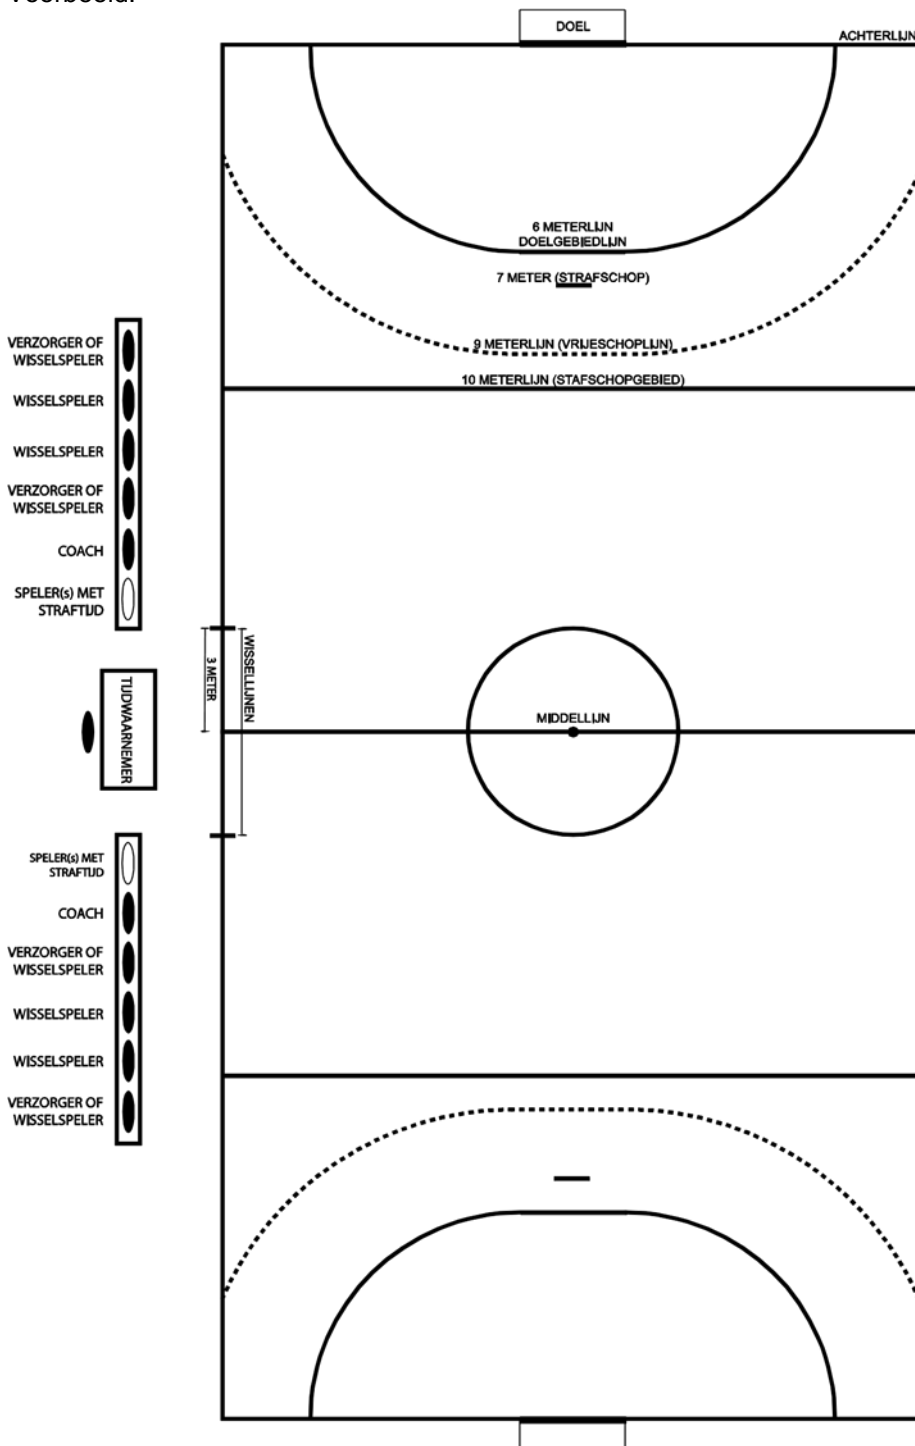 Voorbeeld:
DOEL
ACHTERLIJN
6 METERLIJN
DOELGEBIEDLIJN
7 METER (STRAFSCHOP)
9 METERLIJN (VRIJESCHOPLIJN)
10 METERLIJN (STAFSCHOPGEBIED)
VERZORGER OF
WISSELSPELER
WISSELSPELER
WISSELSPELER
VERZORGER OF
WISSELSPELER
COACH
SPELER(s) MET
STRAFTIJD
WISSELLIJNEN
3 METER
TIJDWAARNEMER
MIDDELLIJN
SPELER(s) MET
STRAFTIJD
COACH
VERZORGER OF
WISSELSPELER
WISSELSPELER
WISSELSPELER
VERZORGER OF
WISSELSPELER